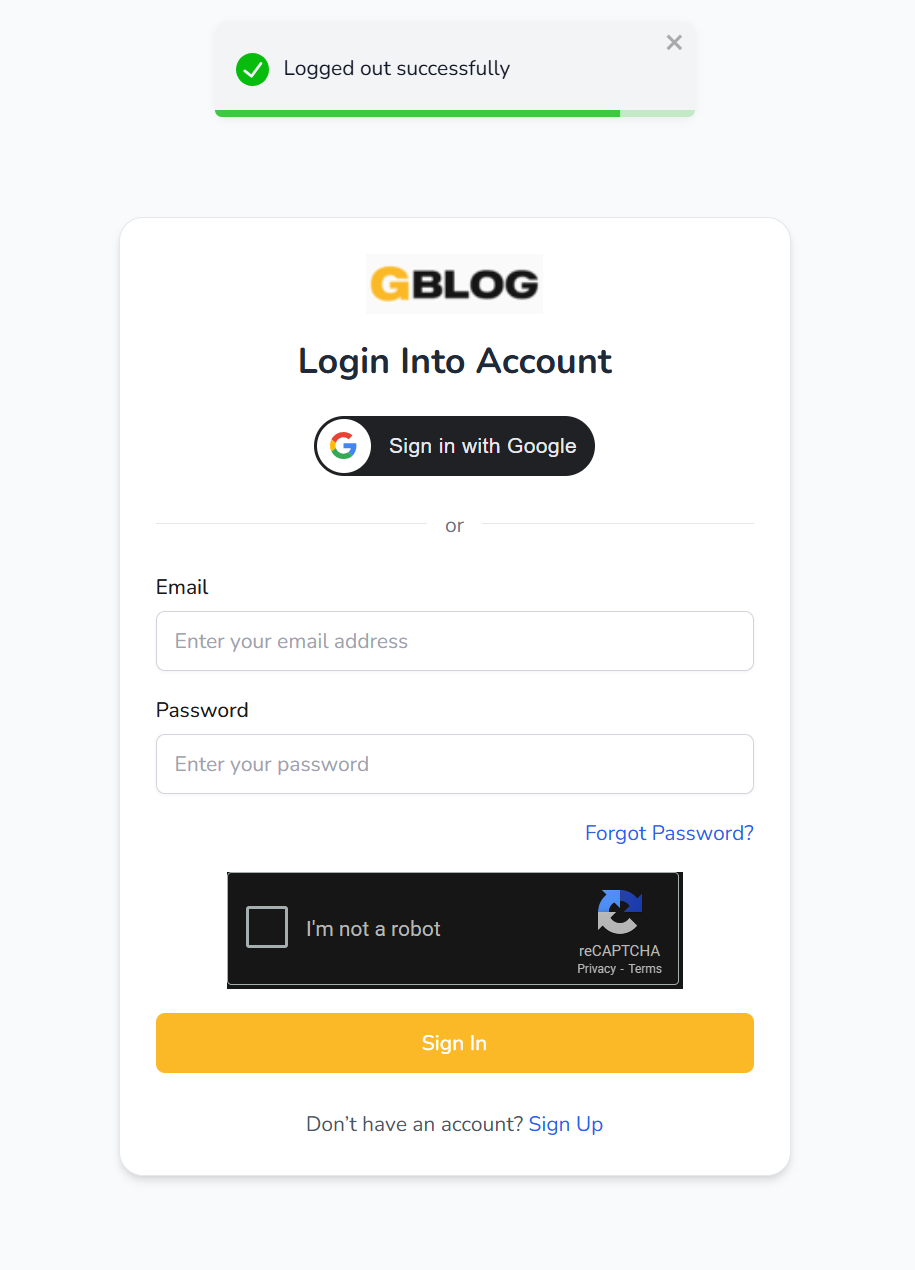 Logged out successfully
GBLOG
Login Into Account
Sign in with Google
or
Email
Enter your email address
Password
Enter your password
Forgot Password?
I'm not a robot
reCAPTCHA
Privacy - Terms
Sign In
Don’t have an account? Sign Up